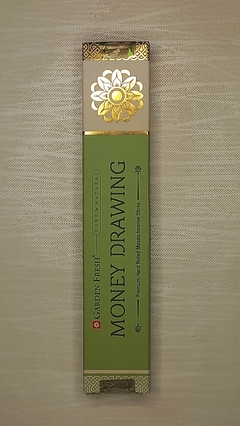 GARDEN FRESH
MONEY DRAWING
Premium Hand Rolled Masala Incense Sticks